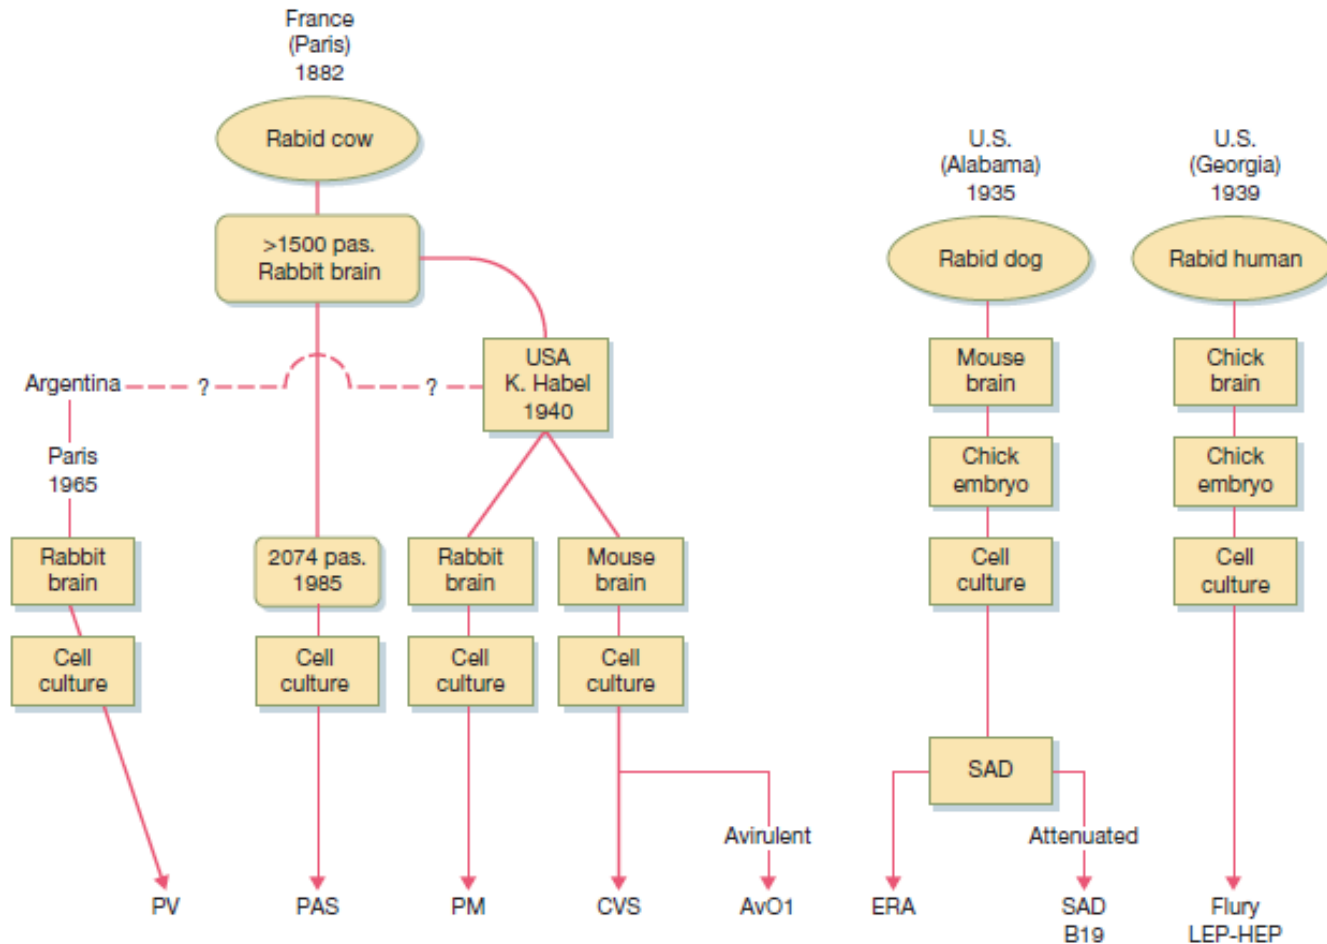 France
(Paris)
1882
Rabid cow
>1500 pas.
Rabbit brain
Argentina
?
?
USA
K. Habel
1940
Paris
1965
Rabbit
brain
2074 pas.
1985
Rabbit
brain
Mouse
brain
Cell
culture
Cell
culture
Cell
culture
Cell
culture
Avirulent
PV
PAS
PM
CVS
AvO1
U.S.
(Alabama)
1935
Rabid dog
Mouse
brain
Chick
embryo
Cell
culture
SAD
Attenuated
ERA
SAD
B19
U.S.
(Georgia)
1939
Rabid human
Chick
brain
Chick
embryo
Cell
culture
Flury
LEP-HEP